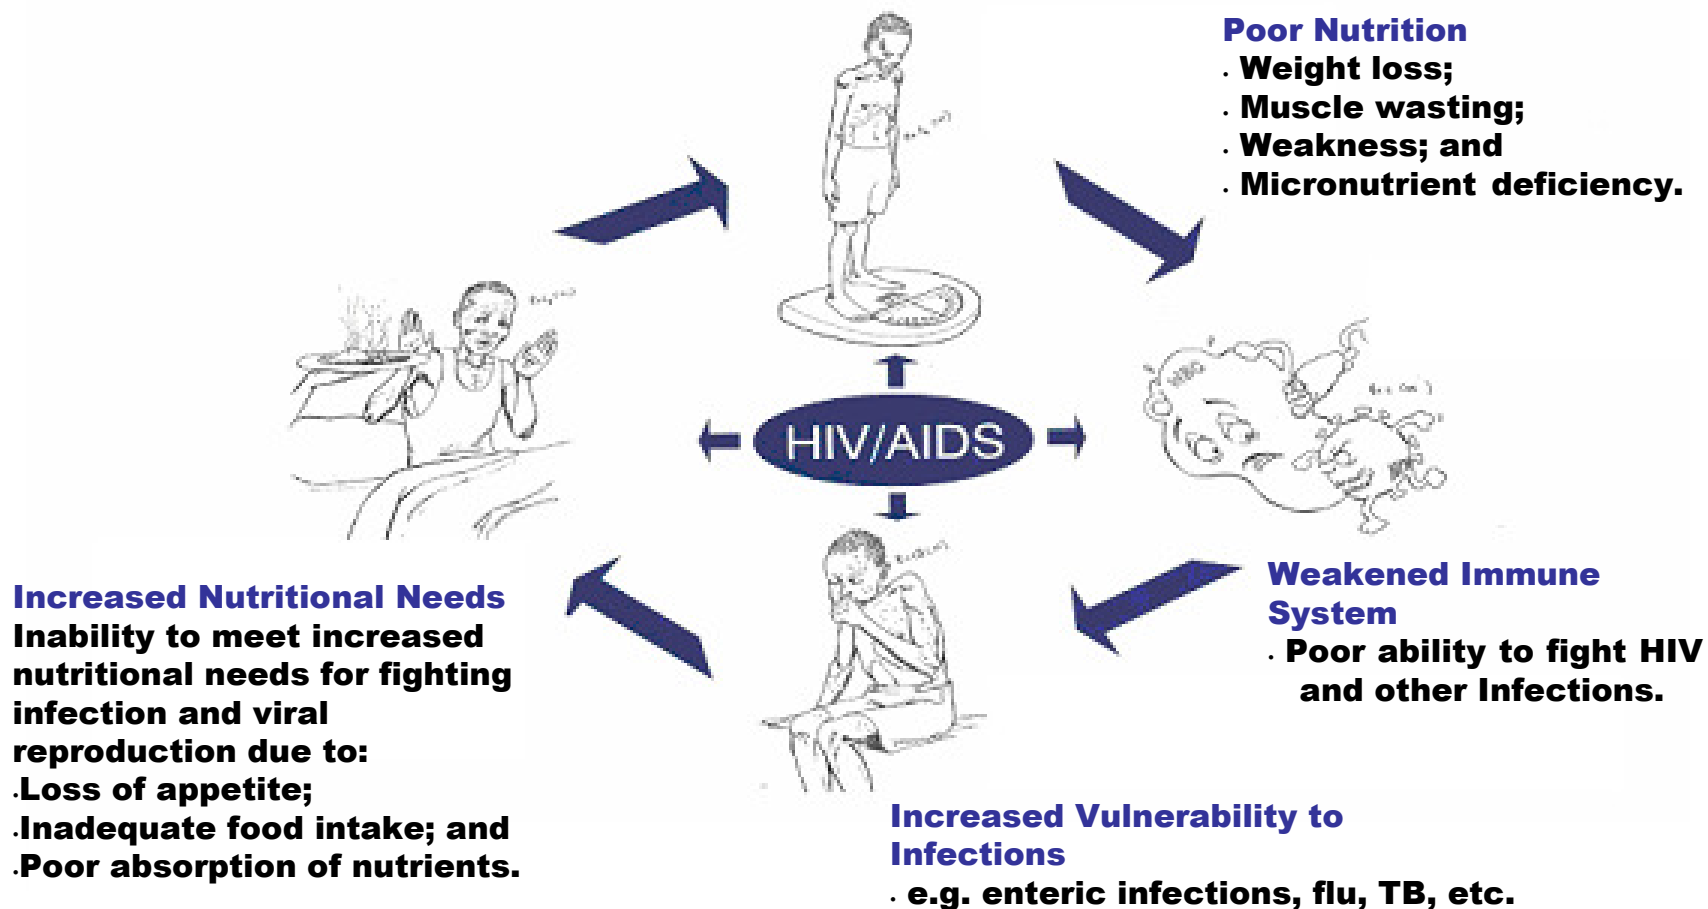 Poor Nutrition
· Weight loss;
· Muscle wasting;
· Weakness; and
· Micronutrient deficiency.
HIV/AIDS
Weakened Immune
System
· Poor ability to fight HIV
and other Infections.
Increased Vulnerability to
Infections
· e.g. enteric infections, flu, TB, etc.
Increased Nutritional Needs
Inability to meet increased
nutritional needs for fighting
infection and viral
reproduction due to:
·Loss of appetite;
·Inadequate food intake; and
·Poor absorption of nutrients.